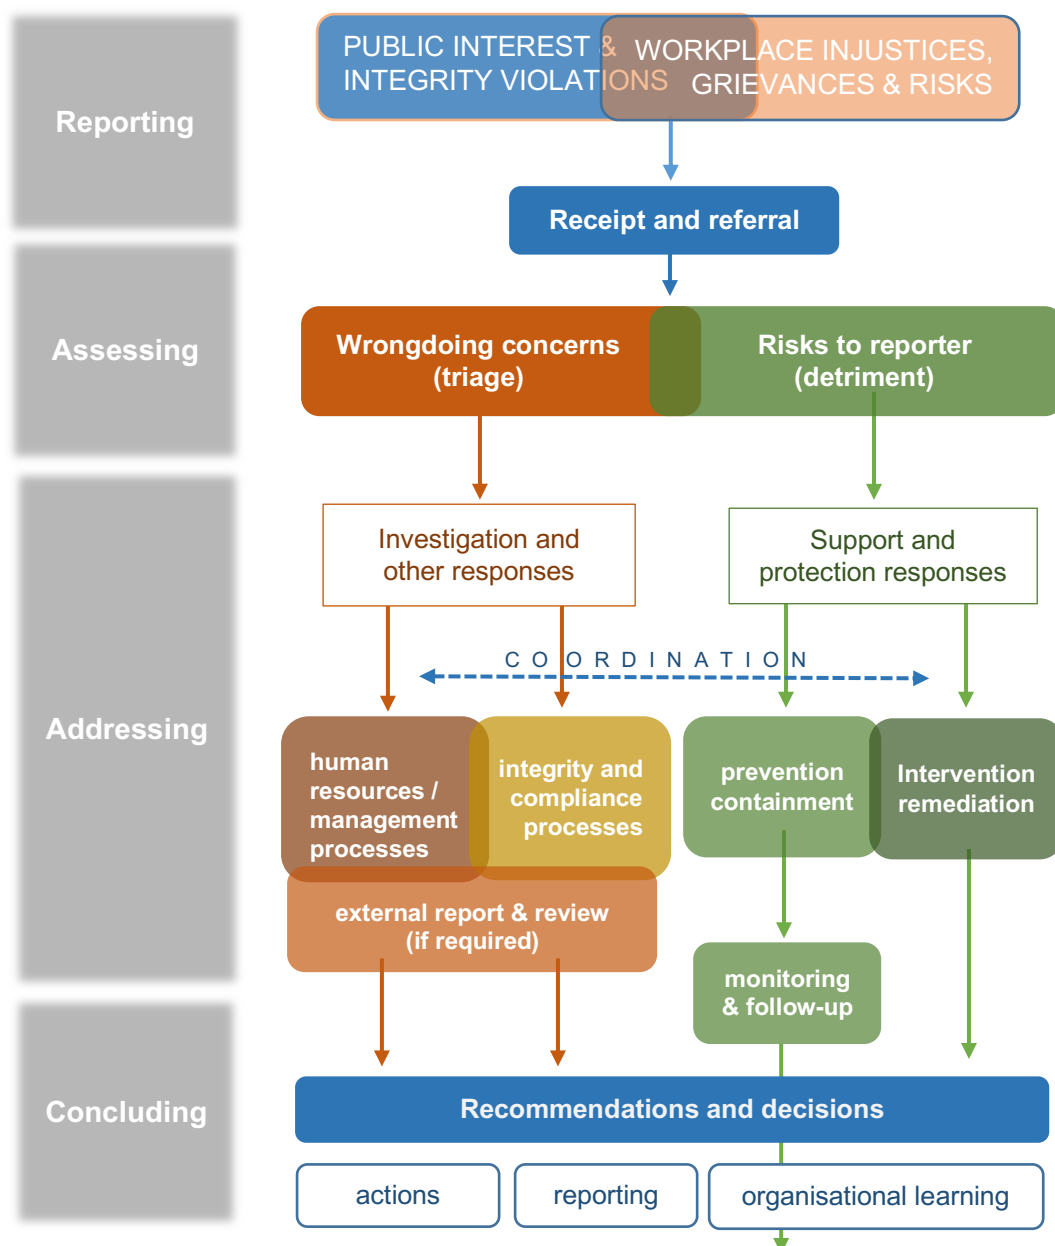 Reporting
PUBLIC INTEREST &
INTEGRITY VIOLATIONS
WORKPLACE INJUSTICES,
GRIEVANCES & RISKS
Receipt and referral
Assessing
Wrongdoing concerns
(triage)
Risks to reporter
(detriment)
Addressing
Investigation and
other responses
Support and
protection responses
COORDINATION
human
resources /
management
processes
integrity and
compliance
processes
prevention
containment
Intervention
remediation
external report & review
(if required)
monitoring
& follow-up
Concluding
Recommendations and decisions
actions
reporting
organisational learning